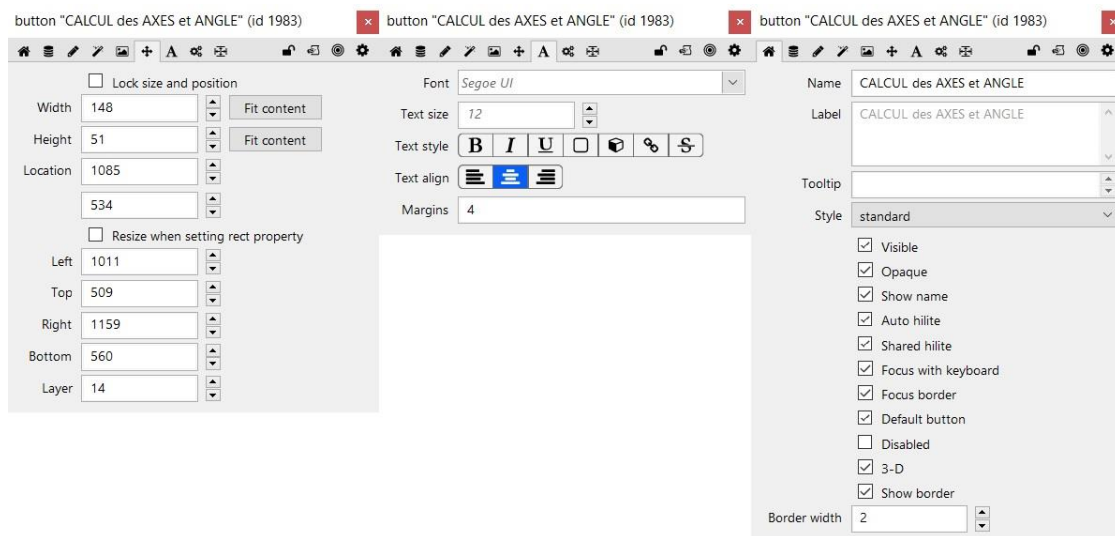 button "CALCUL des AXES et ANGLE" (id 1983)
Lock size and position
Width 148 Fit content
Height 51 Fit content
Location 1085
534
Resize when setting rect property
Left 1011
Top 509
Right 1159
Bottom 560
Layer 14
button "CALCUL des AXES et ANGLE" (id 1983)
Font Segoe UI
Text size 12
Text style B I U S
Text align
Margins 4
button "CALCUL des AXES et ANGLE" (id 1983)
Name CALCUL des AXES et ANGLE
Label CALCUL des AXES et ANGLE
Tooltip
Style standard
Visible
Opaque
Show name
Auto hilite
Shared hilite
Focus with keyboard
Focus border
Default button
Disabled
3-D
Show border
Border width 2